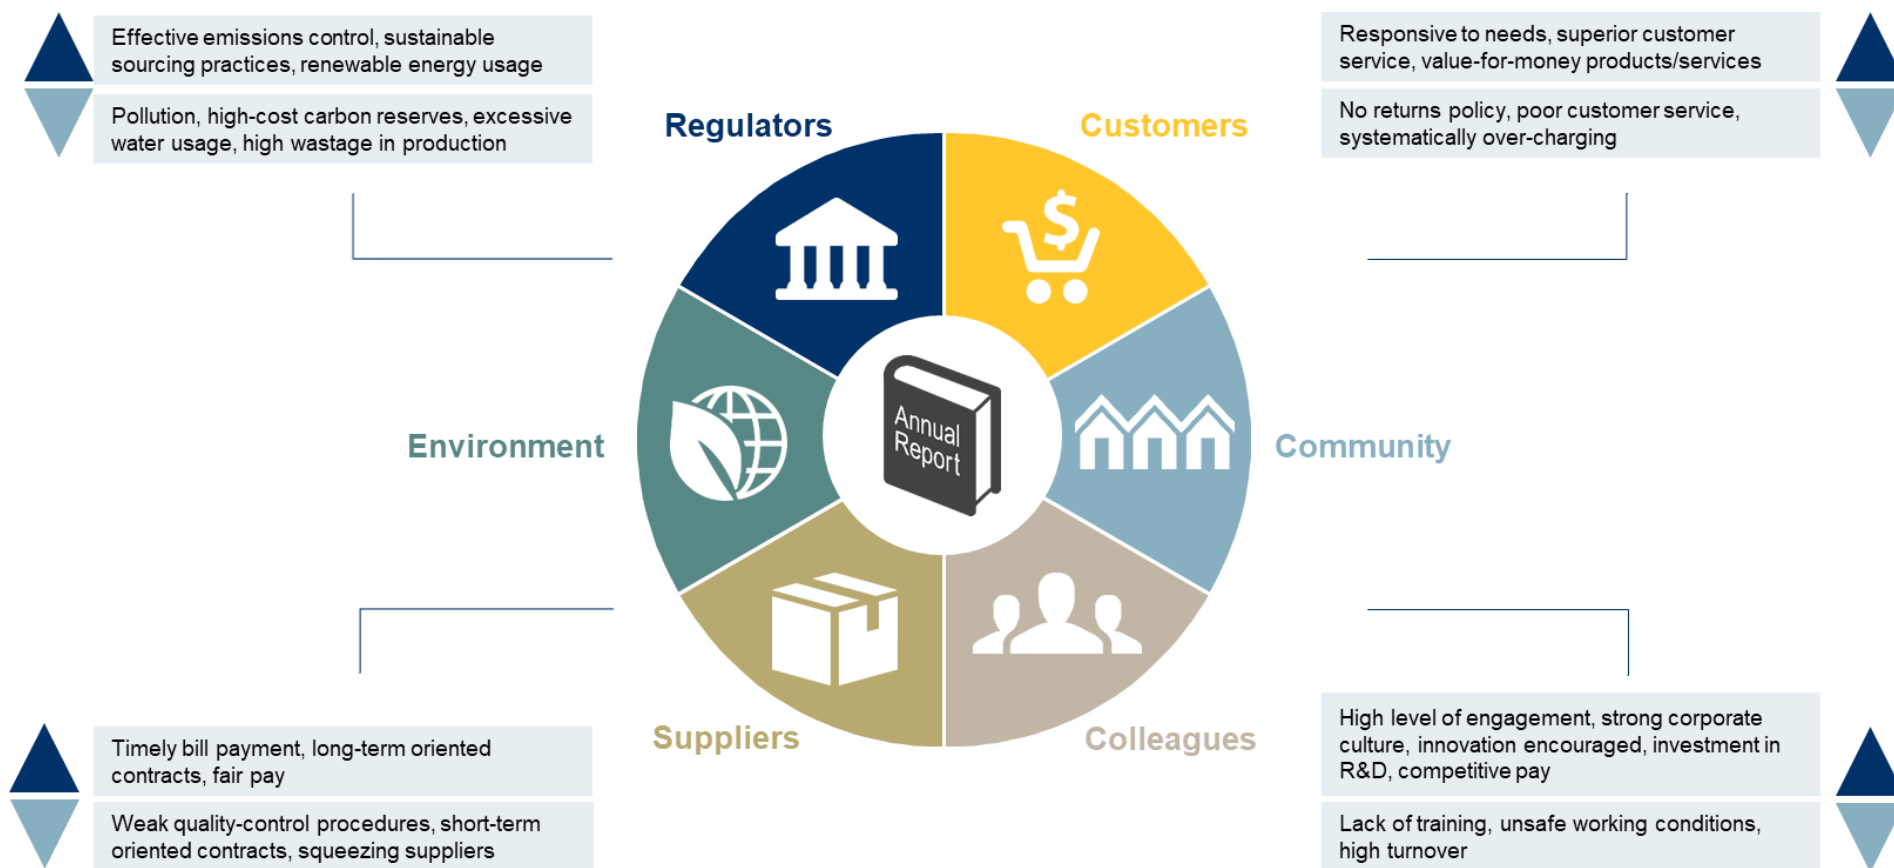 Effective emissions control, sustainable
sourcing practices, renewable energy usage
Pollution, high-cost carbon reserves, excessive
water usage, high wastage in production
Responsive to needs, superior customer
service, value-for-money products/services
No returns policy, poor customer service,
systematically over-charging
Regulators
Customers
$
Environment
Annual
Report
Community
Suppliers
Colleagues
Timely bill payment, long-term oriented
contracts, fair pay
Weak quality-control procedures, short-term
oriented contracts, squeezing suppliers
High level of engagement, strong corporate
culture, innovation encouraged, investment in
R&D, competitive pay
Lack of training, unsafe working conditions,
high turnover